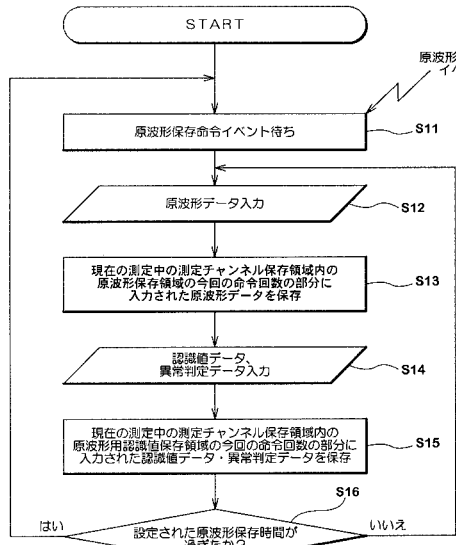 START
原波形
イベ
原波形保存命令イベント待ち
S11
原波形データ入力
S12
現在の測定中の測定チャンネル保存領域内の
原波形保存領域の今回の命令回数の部分に
入力された原波形データを保存
S13
認識値データ、
異常判定データ入力
S14
現在の測定中の測定チャンネル保存領域内の
原波形用認識値保存領域の今回の命令回数の部分に
入力された認識値データ・異常判定データを保存
S15
S16
はい
設定された原波形保存時間が
過ぎたか？
いいえ